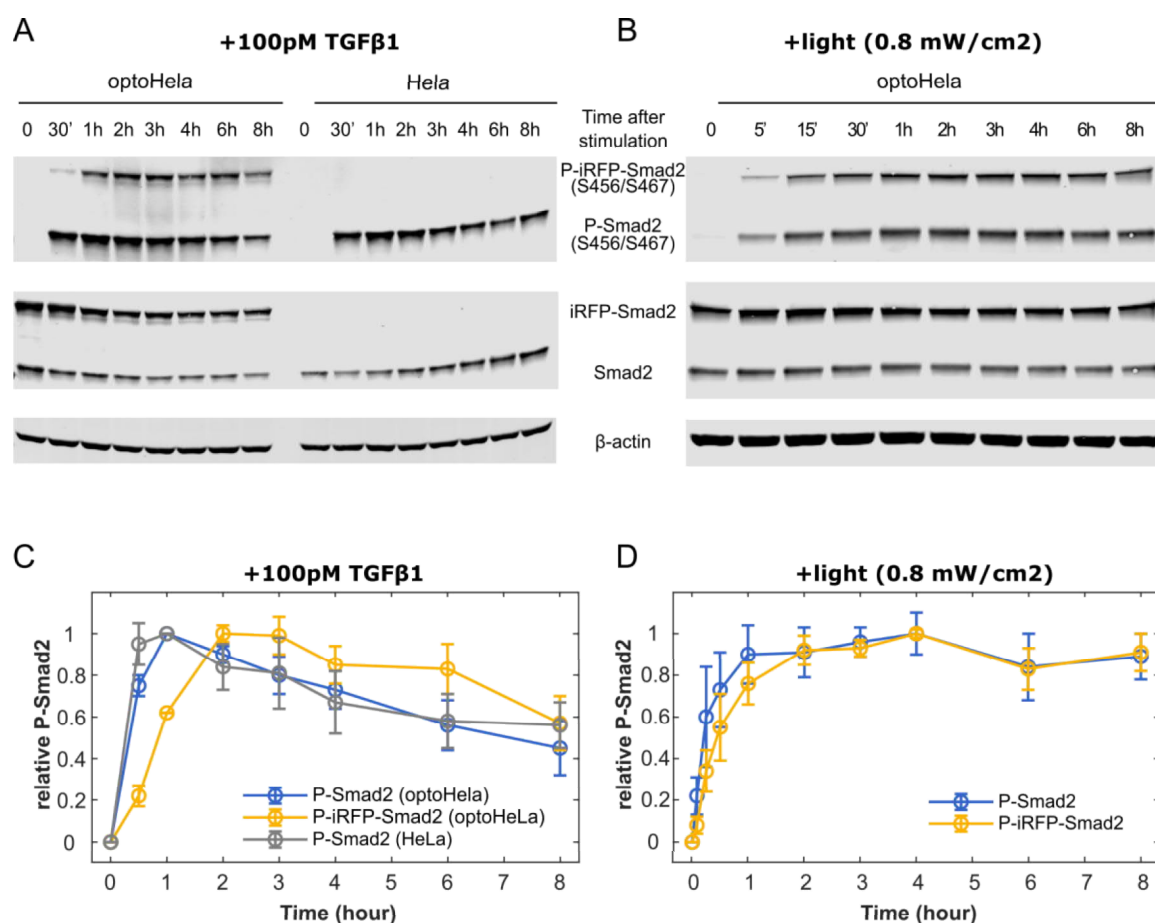 A
+100pM TGFβ1
optoHela
Hela
0 30' 1h 2h 3h 4h 6h 8h
0 30' 1h 2h 3h 4h 6h 8h
Time after
stimulation
P-iRFP-Smad2
(S456/S467)
P-Smad2
(S456/S467)
iRFP-Smad2
Smad2
β-actin
B
+light (0.8 mW/cm2)
optoHela
0 5' 15' 30' 1h 2h 3h 4h 6h 8h
C
+100pM TGFβ1
relative P-Smad2
1
0.8
0.6
0.4
0.2
0
P-Smad2 (optoHela)
P-iRFP-Smad2 (optoHeLa)
P-Smad2 (HeLa)
0 1 2 3 4 6 8
Time (hour)
D
+light (0.8 mW/cm2)
relative P-Smad2
1
0.8
0.6
0.4
0.2
0
P-Smad2
P-iRFP-Smad2
0 1 2 3 4 6 8
Time (hour)